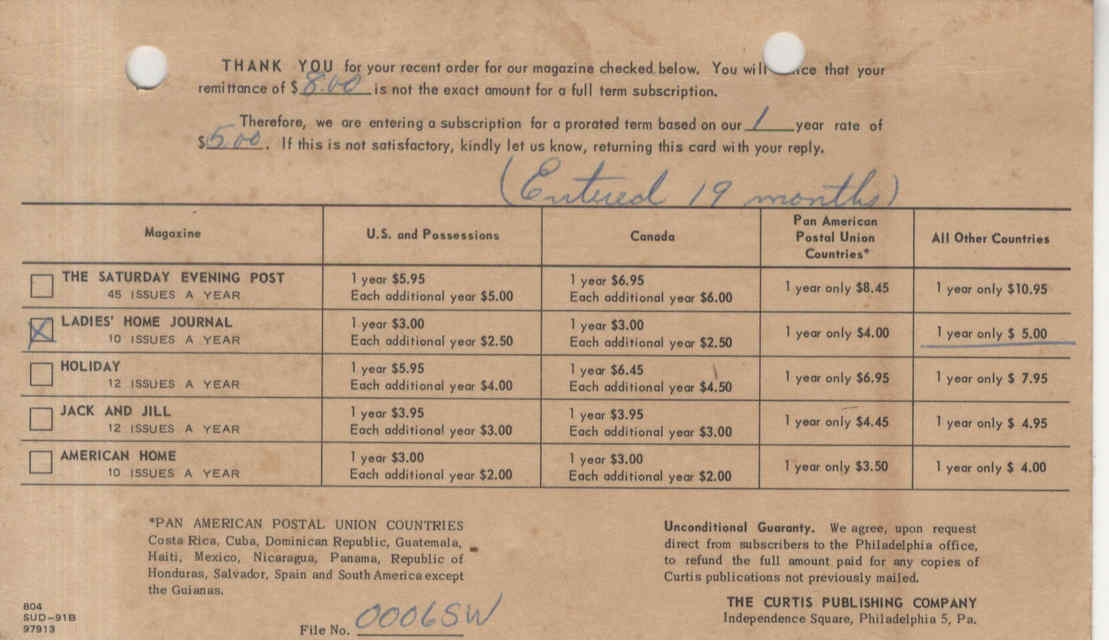 THANK YOU for your recent order for our magazine checked below. You will notice that your
remittance of $ 8.00 is not the exact amount for a full term subscription.
Therefore, we are entering a subscription for a prorated term based on our 1 year rate of
$ 5.00. If this is not satisfactory, kindly let us know, returning this card with your reply.
(Entered 19 months)
Magazine U.S. and Possessions Canada Pan American Postal Union Countries* All Other Countries
THE SATURDAY EVENING POST 1 year $5.95 1 year $6.95 1 year only $8.45 1 year only $10.95
45 ISSUES A YEAR Each additional year $5.00 Each additional year $6.00
LADIES' HOME JOURNAL 1 year $3.00 1 year $3.00 1 year only $4.00 1 year only $ 5.00
10 ISSUES A YEAR Each additional year $2.50 Each additional year $2.50
HOLIDAY 1 year $5.95 1 year $6.45 1 year only $6.95 1 year only $ 7.95
12 ISSUES A YEAR Each additional year $4.00 Each additional year $4.50
JACK AND JILL 1 year $3.95 1 year $3.95 1 year only $4.45 1 year only $ 4.95
12 ISSUES A YEAR Each additional year $3.00 Each additional year $3.00
AMERICAN HOME 1 year $3.00 1 year $3.00 1 year only $3.50 1 year only $ 4.00
10 ISSUES A YEAR Each additional year $2.00 Each additional year $2.00
*PAN AMERICAN POSTAL UNION COUNTRIES
Costa Rica, Cuba, Dominican Republic, Guatemala,
Haiti, Mexico, Nicaragua, Panama, Republic of
Honduras, Salvador, Spain and South America except
the Guianas.
Unconditional Guaranty. We agree, upon request
direct from subscribers to the Philadelphia office,
to refund the full amount paid for any copies of
Curtis publications not previously mailed.
THE CURTIS PUBLISHING COMPANY
Independence Square, Philadelphia 5, Pa.
804
SUD-91B
97913
File No. 0006SW